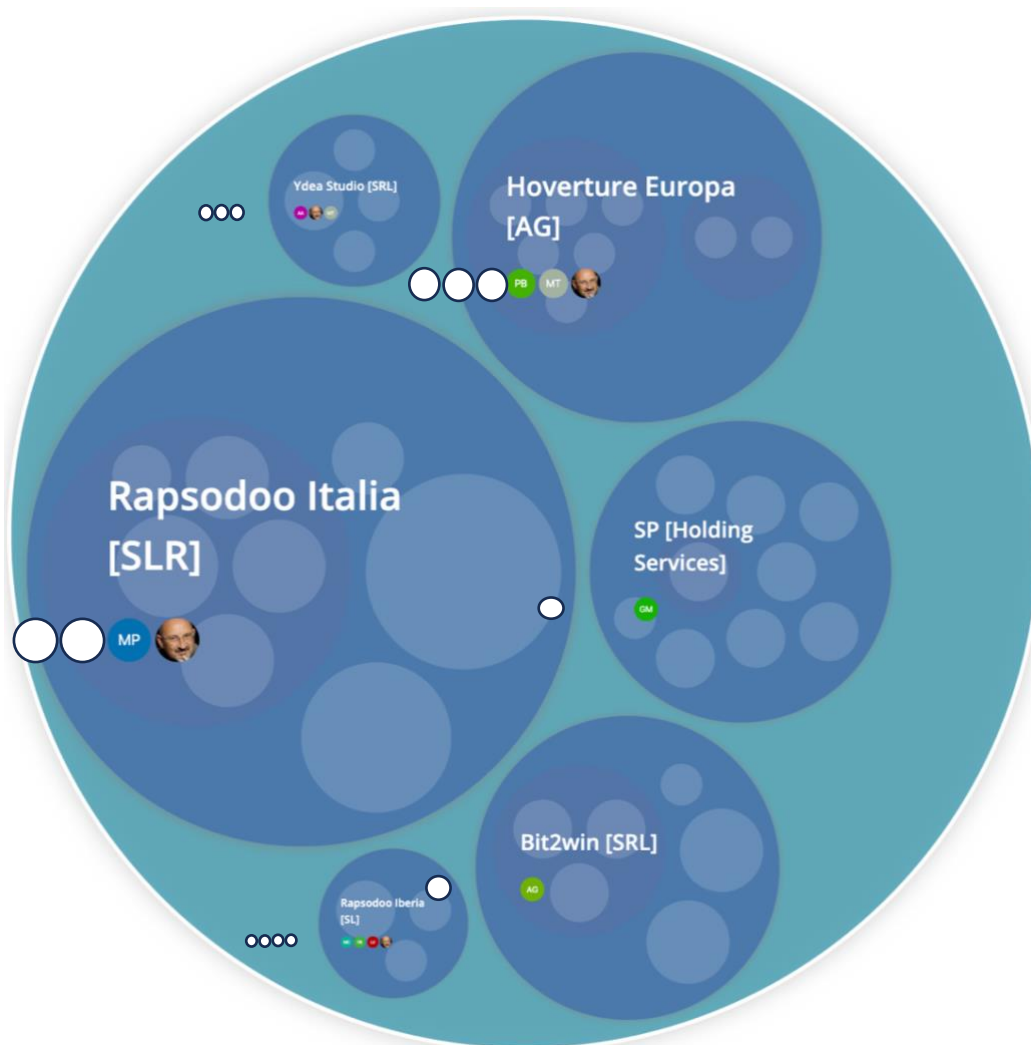 Ydea Studio [SRL]
Hoverture Europa
[AG]
PB MT
Rapsodoo Italia
[SLR]
MP
SP [Holding
Services]
GM
Bit2win [SRL]
AG
Rapsodoo Iberia
[SL]